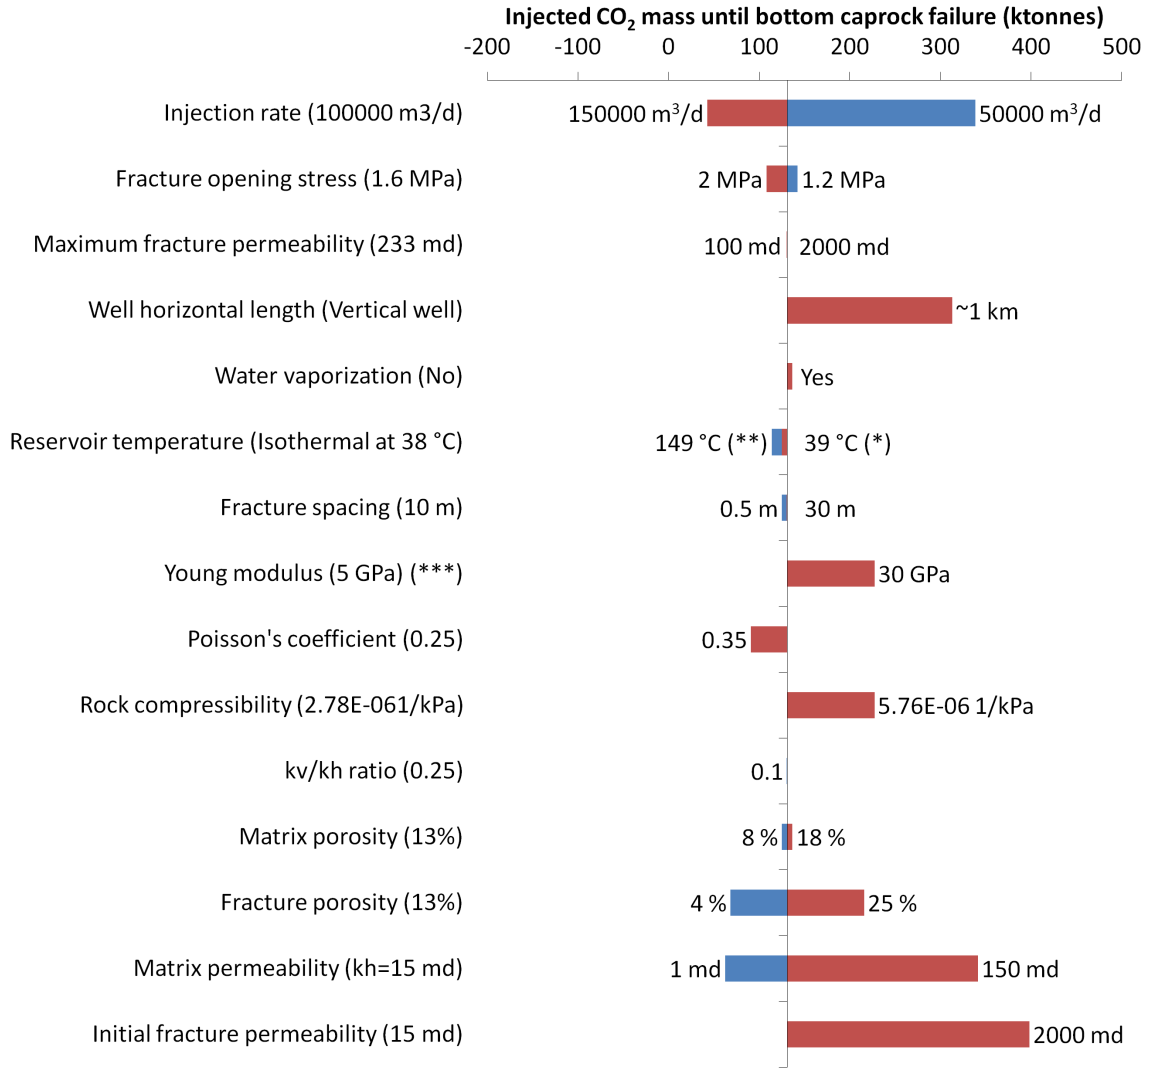 Injected CO₂ mass until bottom caprock failure (ktonnes)
-200 -100 0 100 200 300 400 500
Injection rate (100000 m3/d) 150000 m³/d 50000 m³/d
Fracture opening stress (1.6 MPa) 2 MPa 1.2 MPa
Maximum fracture permeability (233 md) 100 md 2000 md
Well horizontal length (Vertical well) ~1 km
Water vaporization (No) Yes
Reservoir temperature (Isothermal at 38 °C) 149 °C (**) 39 °C (*)
Fracture spacing (10 m) 0.5 m 30 m
Young modulus (5 GPa) (***) 30 GPa
Poisson's coefficient (0.25) 0.35
Rock compressibility (2.78E-061/kPa) 5.76E-06 1/kPa
kv/kh ratio (0.25) 0.1
Matrix porosity (13%) 8 % 18 %
Fracture porosity (13%) 4 % 25 %
Matrix permeability (kh=15 md) 1 md 150 md
Initial fracture permeability (15 md) 2000 md